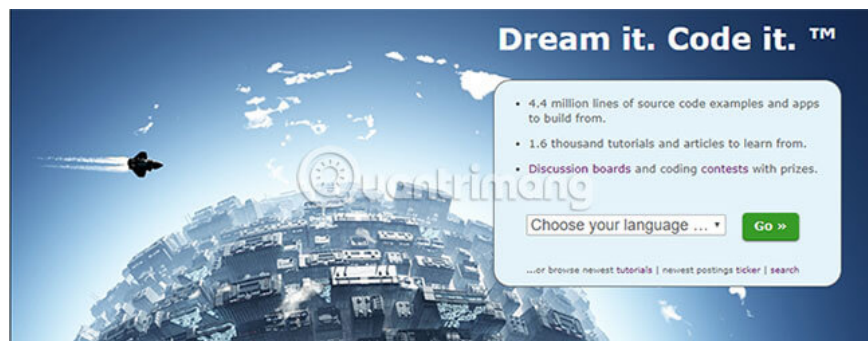 Dream it. Code it. ™
• 4.4 million lines of source code examples and apps
to build from.
• 1.6 thousand tutorials and articles to learn from.
• Discussion boards and coding contests with prizes.
Quantrimang
Choose your language ...
Go »
...or browse newest tutorials | newest postings ticker | search